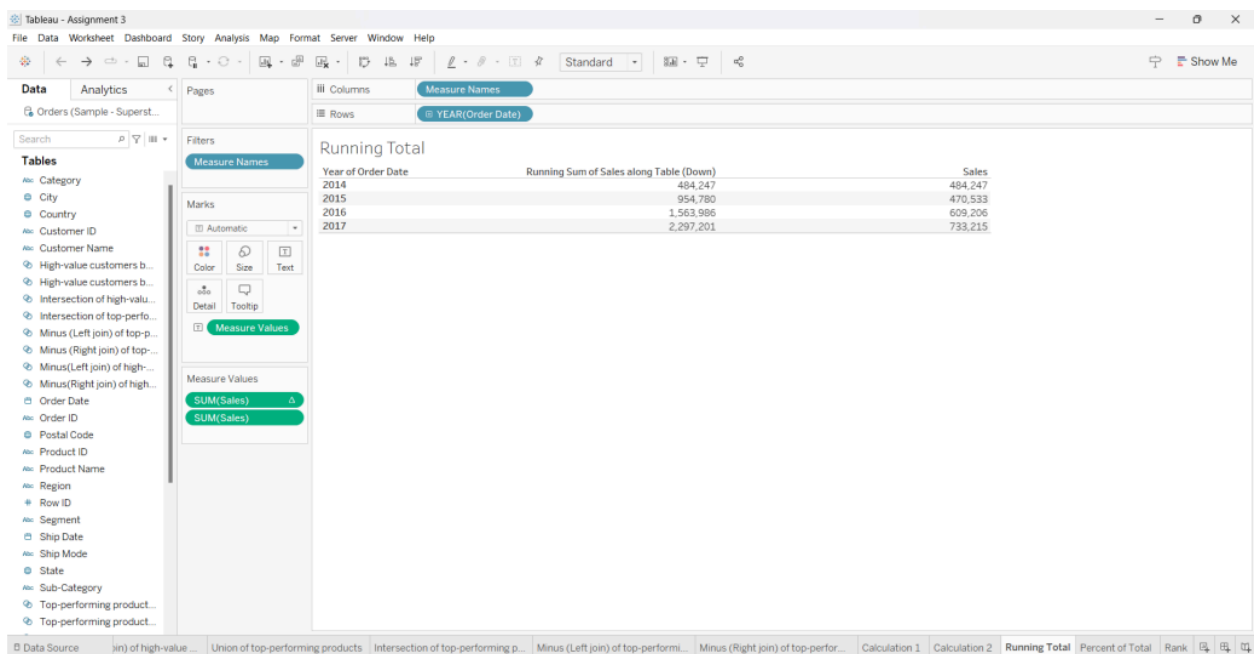 Tableau - Assignment 3
File Data Worksheet Dashboard Story Analysis Map Format Server Window Help
Standard
Show Me
Data Analytics
Orders (Sample - Superst...
Search
Tables
Abc Category
City
Country
Abc Customer ID
Abc Customer Name
High-value customers b...
High-value customers b...
Intersection of high-valu...
Intersection of top-perfo...
Minus (Left join) of top-p...
Minus (Right join) of top-...
Minus(Left join) of high-...
Minus(Right join) of high...
Order Date
Abc Order ID
Postal Code
Abc Product ID
Abc Product Name
Abc Region
# Row ID
Abc Segment
Ship Date
Abc Ship Mode
State
Abc Sub-Category
Top-performing product...
Top-performing product...
Pages
Filters
Measure Names
Marks
Automatic
Color Size Text
Detail Tooltip
Measure Values
Measure Values
SUM(Sales) Δ
SUM(Sales)
Columns Measure Names
Rows YEAR(Order Date)
Running Total
Year of Order Date Running Sum of Sales along Table (Down) Sales
2014 484,247 484,247
2015 954,780 470,533
2016 1,563,986 609,206
2017 2,297,201 733,215
Data Source oin) of high-value ... Union of top-performing products Intersection of top-performing p... Minus (Left join) of top-performi... Minus (Right join) of top-perfor... Calculation 1 Calculation 2 Running Total Percent of Total Rank